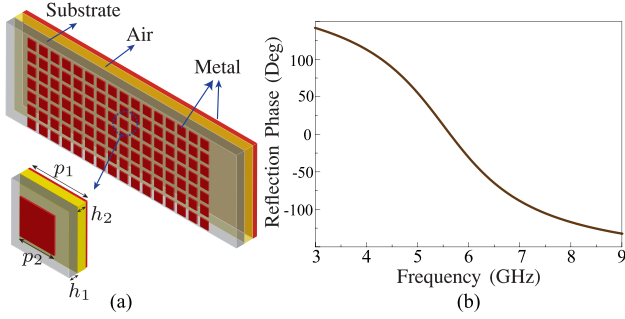 Substrate
Air
Metal
p1
h2
p2
h1
(a)
Reflection Phase (Deg)
100
50
0
-50
-100
3 4 5 6 7 8 9
Frequency (GHz)
(b)